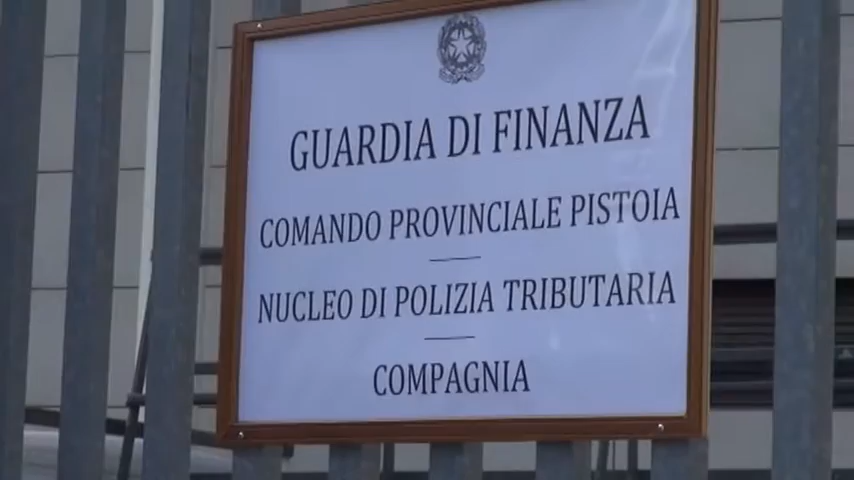 GUARDIA DI FINANZA
COMANDO PROVINCIALE PISTOIA
NUCLEO DI POLIZIA TRIBUTARIA
COMPAGNIA